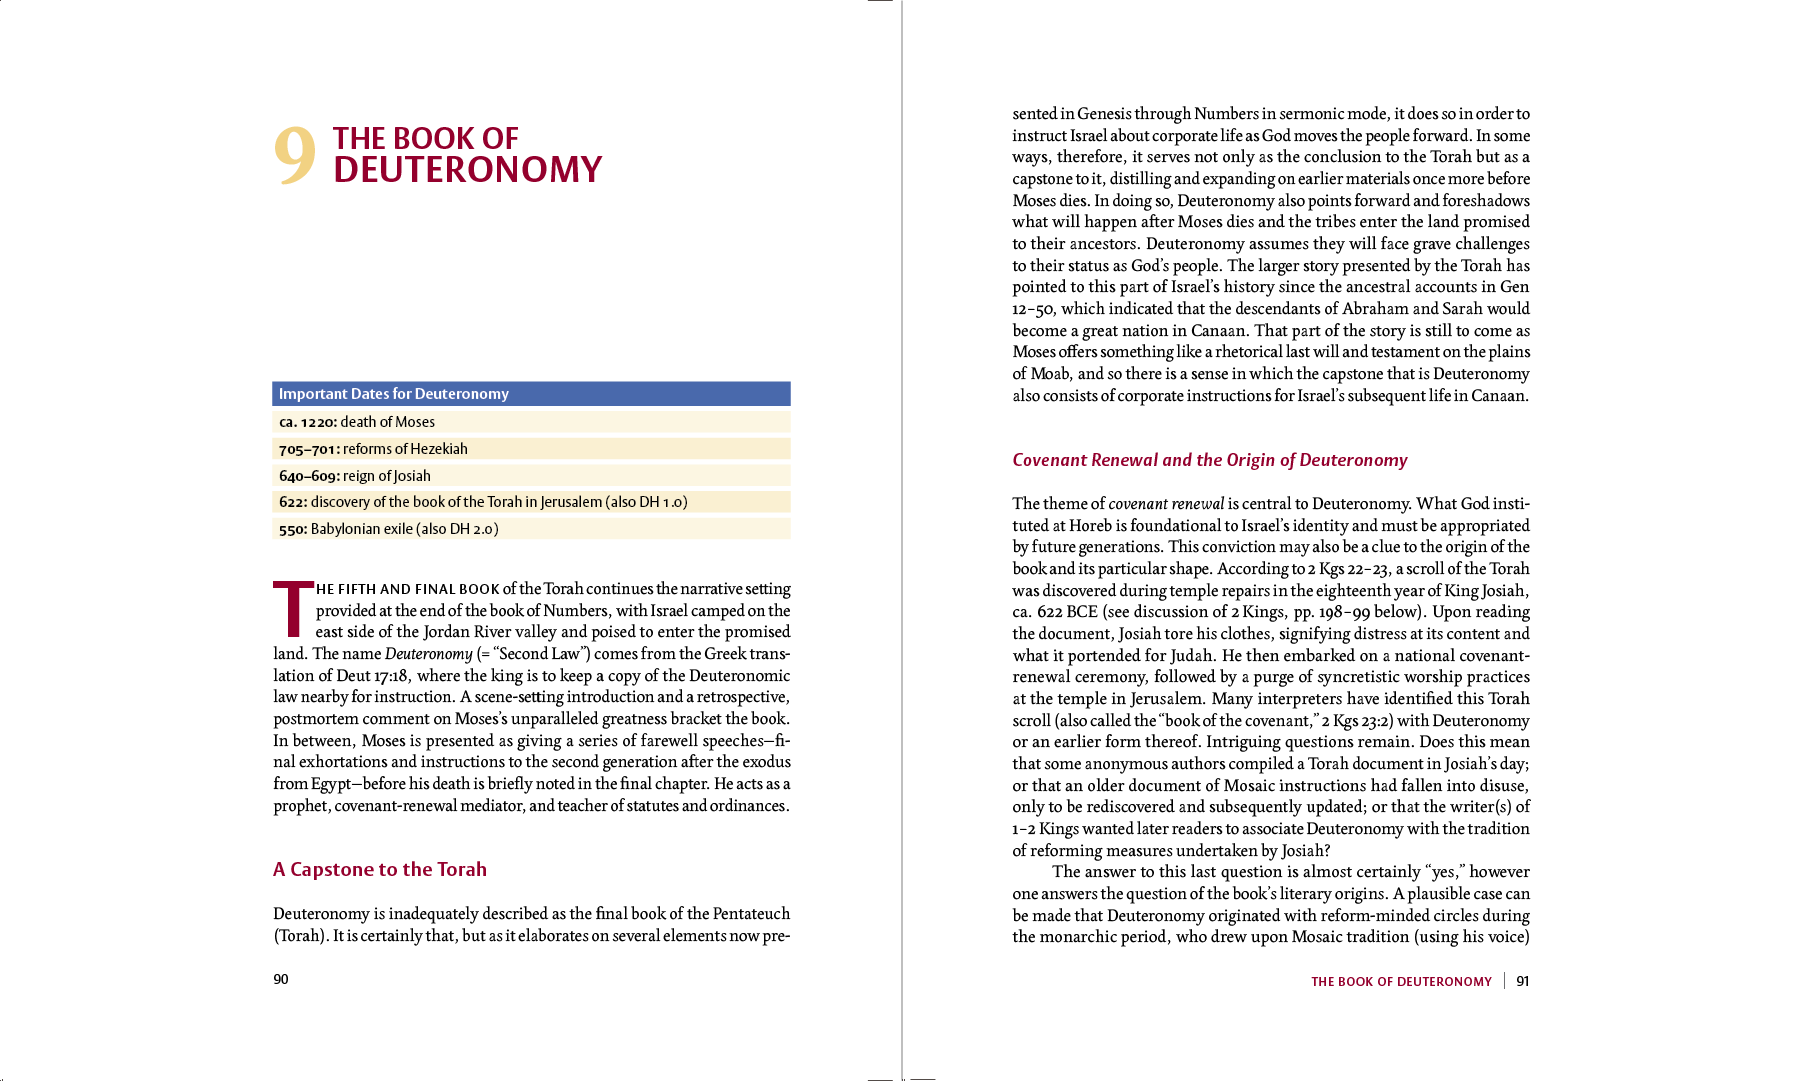 9
THE BOOK OF
DEUTERONOMY
Important Dates for Deuteronomy
ca. 1220: death of Moses
705–701: reforms of Hezekiah
640–609: reign of Josiah
622: discovery of the book of the Torah in Jerusalem (also DH 1.0)
550: Babylonian exile (also DH 2.0)
THE FIFTH AND FINAL BOOK of the Torah continues the narrative setting
provided at the end of the book of Numbers, with Israel camped on the
east side of the Jordan River valley and poised to enter the promised
land. The name Deuteronomy (= “Second Law”) comes from the Greek trans-
lation of Deut 17:18, where the king is to keep a copy of the Deuteronomic
law nearby for instruction. A scene-setting introduction and a retrospective,
postmortem comment on Moses’s unparalleled greatness bracket the book.
In between, Moses is presented as giving a series of farewell speeches—fi-
nal exhortations and instructions to the second generation after the exodus
from Egypt—before his death is briefly noted in the final chapter. He acts as a
prophet, covenant-renewal mediator, and teacher of statutes and ordinances.
A Capstone to the Torah
Deuteronomy is inadequately described as the final book of the Pentateuch
(Torah). It is certainly that, but as it elaborates on several elements now pre-
90
sented in Genesis through Numbers in sermonic mode, it does so in order to
instruct Israel about corporate life as God moves the people forward. In some
ways, therefore, it serves not only as the conclusion to the Torah but as a
capstone to it, distilling and expanding on earlier materials once more before
Moses dies. In doing so, Deuteronomy also points forward and foreshadows
what will happen after Moses dies and the tribes enter the land promised
to their ancestors. Deuteronomy assumes they will face grave challenges
to their status as God’s people. The larger story presented by the Torah has
pointed to this part of Israel’s history since the ancestral accounts in Gen
12–50, which indicated that the descendants of Abraham and Sarah would
become a great nation in Canaan. That part of the story is still to come as
Moses offers something like a rhetorical last will and testament on the plains
of Moab, and so there is a sense in which the capstone that is Deuteronomy
also consists of corporate instructions for Israel’s subsequent life in Canaan.
Covenant Renewal and the Origin of Deuteronomy
The theme of covenant renewal is central to Deuteronomy. What God insti-
tuted at Horeb is foundational to Israel’s identity and must be appropriated
by future generations. This conviction may also be a clue to the origin of the
book and its particular shape. According to 2 Kgs 22–23, a scroll of the Torah
was discovered during temple repairs in the eighteenth year of King Josiah,
ca. 622 BCE (see discussion of 2 Kings, pp. 198–99 below). Upon reading
the document, Josiah tore his clothes, signifying distress at its content and
what it portended for Judah. He then embarked on a national covenant-
renewal ceremony, followed by a purge of syncretistic worship practices
at the temple in Jerusalem. Many interpreters have identified this Torah
scroll (also called the “book of the covenant,” 2 Kgs 23:2) with Deuteronomy
or an earlier form thereof. Intriguing questions remain. Does this mean
that some anonymous authors compiled a Torah document in Josiah’s day;
or that an older document of Mosaic instructions had fallen into disuse,
only to be rediscovered and subsequently updated; or that the writer(s) of
1–2 Kings wanted later readers to associate Deuteronomy with the tradition
of reforming measures undertaken by Josiah?
The answer to this last question is almost certainly “yes,” however
one answers the question of the book’s literary origins. A plausible case can
be made that Deuteronomy originated with reform-minded circles during
the monarchic period, who drew upon Mosaic tradition (using his voice)
THE BOOK OF DEUTERONOMY | 91